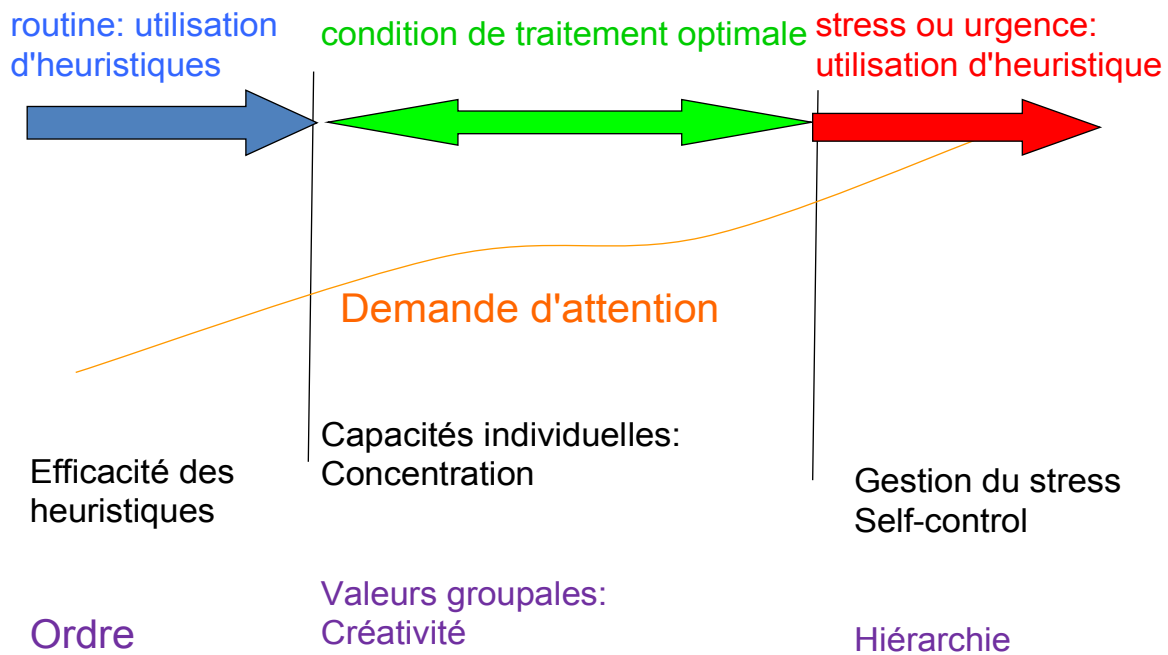 routine: utilisation
d'heuristiques
condition de traitement optimale
stress ou urgence:
utilisation d'heuristique
Demande d'attention
Efficacité des
heuristiques
Capacités individuelles:
Concentration
Gestion du stress
Self-control
Ordre
Valeurs groupales:
Créativité
Hiérarchie